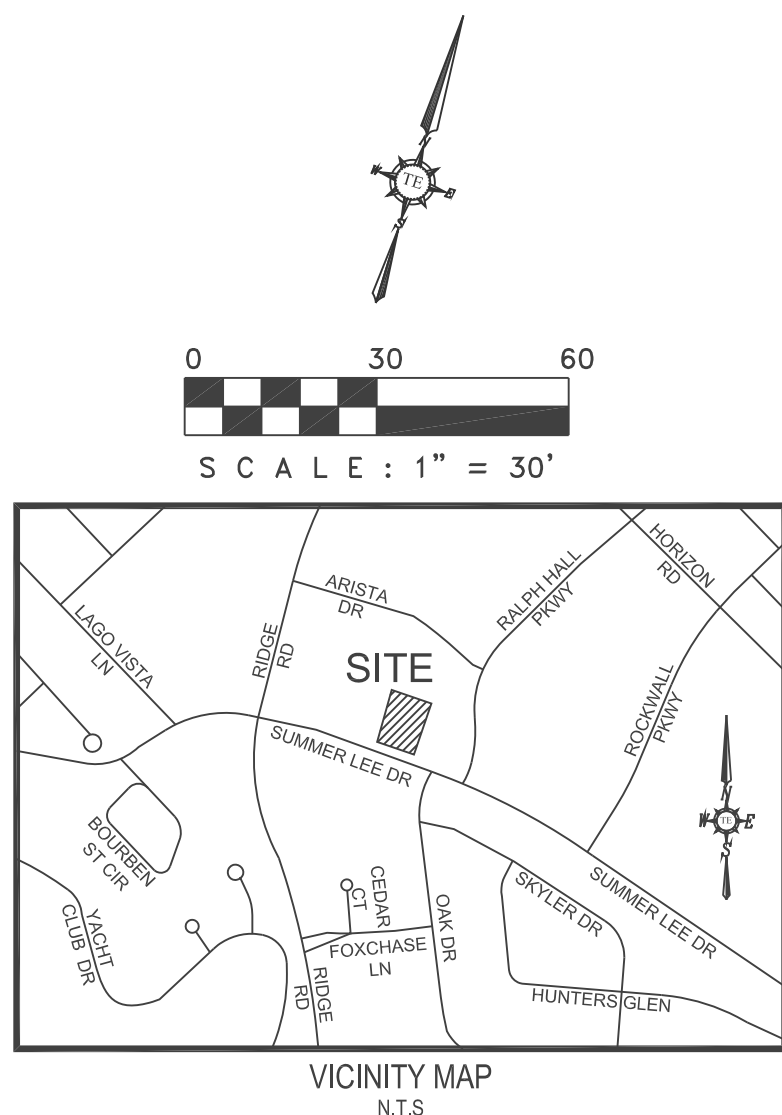 N
W TE E
S
0 30 60
SCALE: 1" = 30'
HORIZON
RD
RALPH HALL
PKWY
ARISTA
DR
LAGO VISTA
LN
RIDGE
RD
SITE
ROCKWALL
PKWY
SUMMER LEE DR
N
W TE E
S
BOURBEN
ST CIR
CEDAR
CT
SKYLER DR
SUMMER LEE DR
OAK DR
YACHT
CLUB DR
FOXCHASE
LN
RIDGE
RD
HUNTERS GLEN
VICINITY MAP
N.T.S